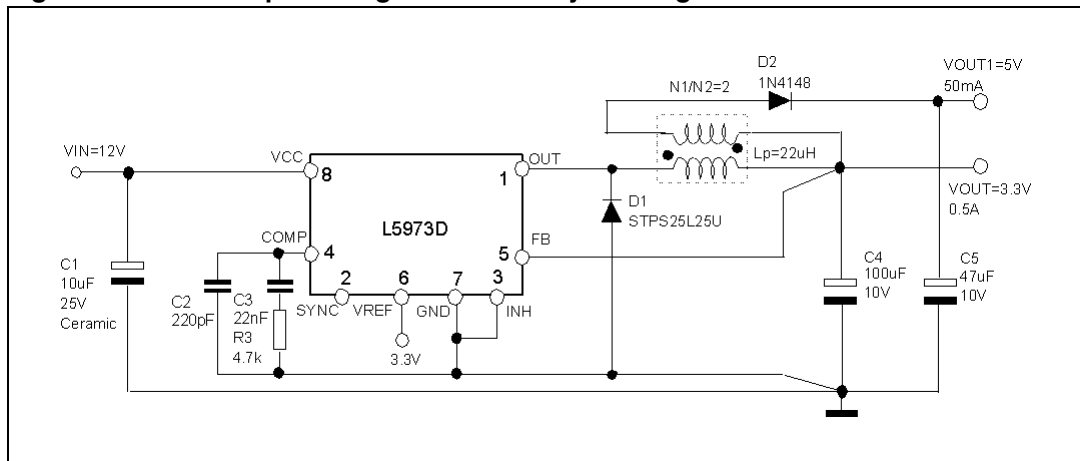 D2
1N4148
VOUT1=5V
50mA
N1/N2=2
Lp=22uH
VIN=12V
VCC
8
OUT
1
VOUT=3.3V
0.5A
D1
STPS25L25U
L5973D
COMP
4
FB
5
2
6
7
3
SYNC
VREF
GND
INH
3.3V
C1
10uF
25V
Ceramic
C2
220pF
C3
22nF
R3
4.7k
C4
100uF
10V
C5
47uF
10V